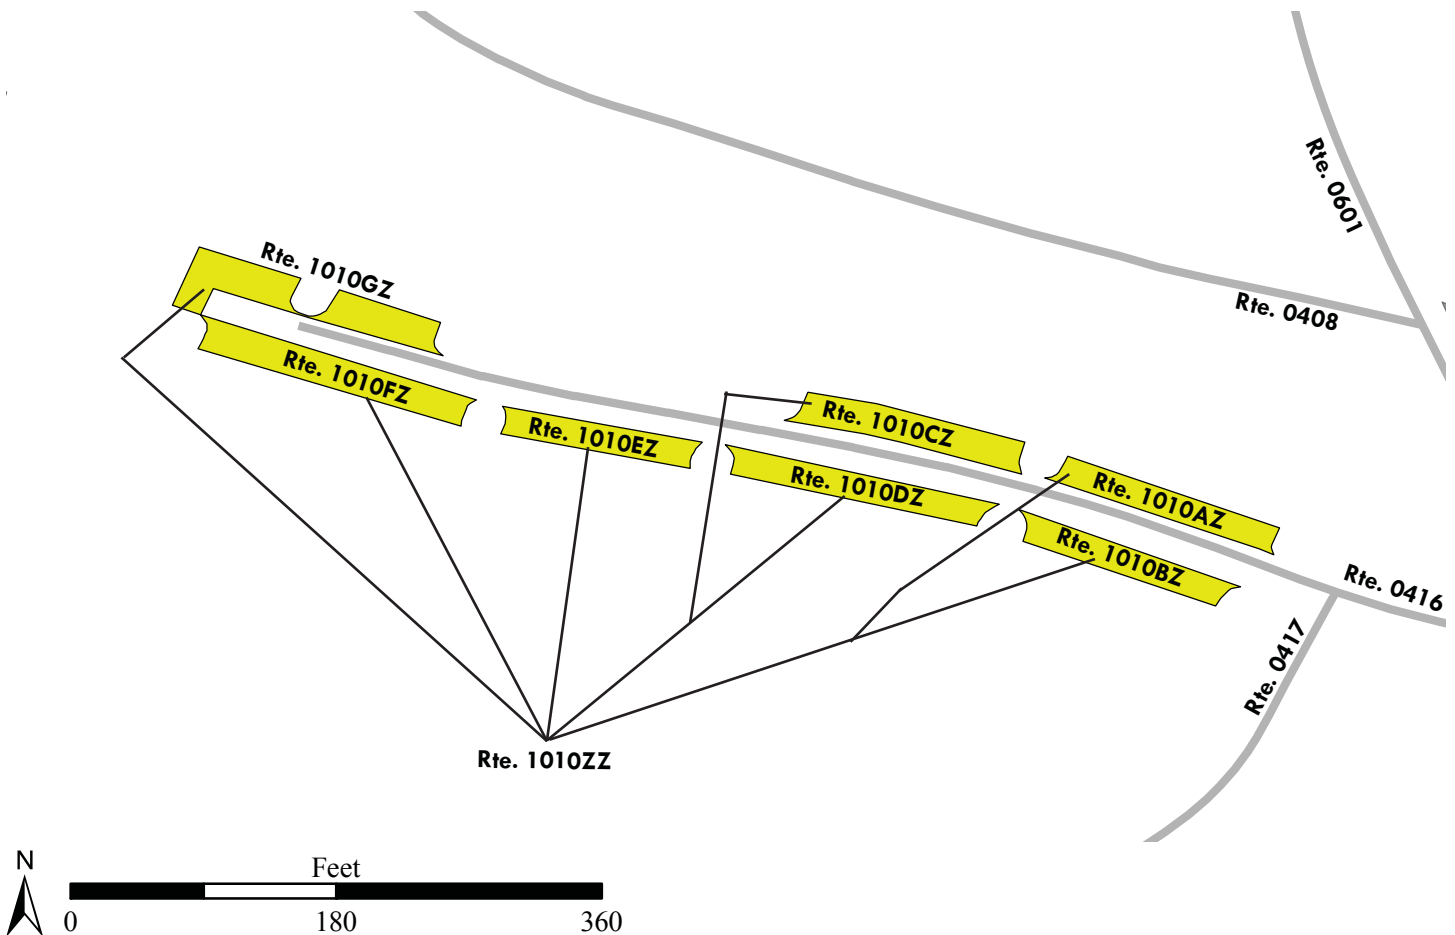 Rte. 0601
Rte. 1010GZ
Rte. 0408
Rte. 1010FZ
Rte. 1010EZ
Rte. 1010CZ
Rte. 1010DZ
Rte. 1010AZ
Rte. 1010BZ
Rte. 0416
Rte. 0417
Rte. 1010ZZ
N
Feet
0 180 360